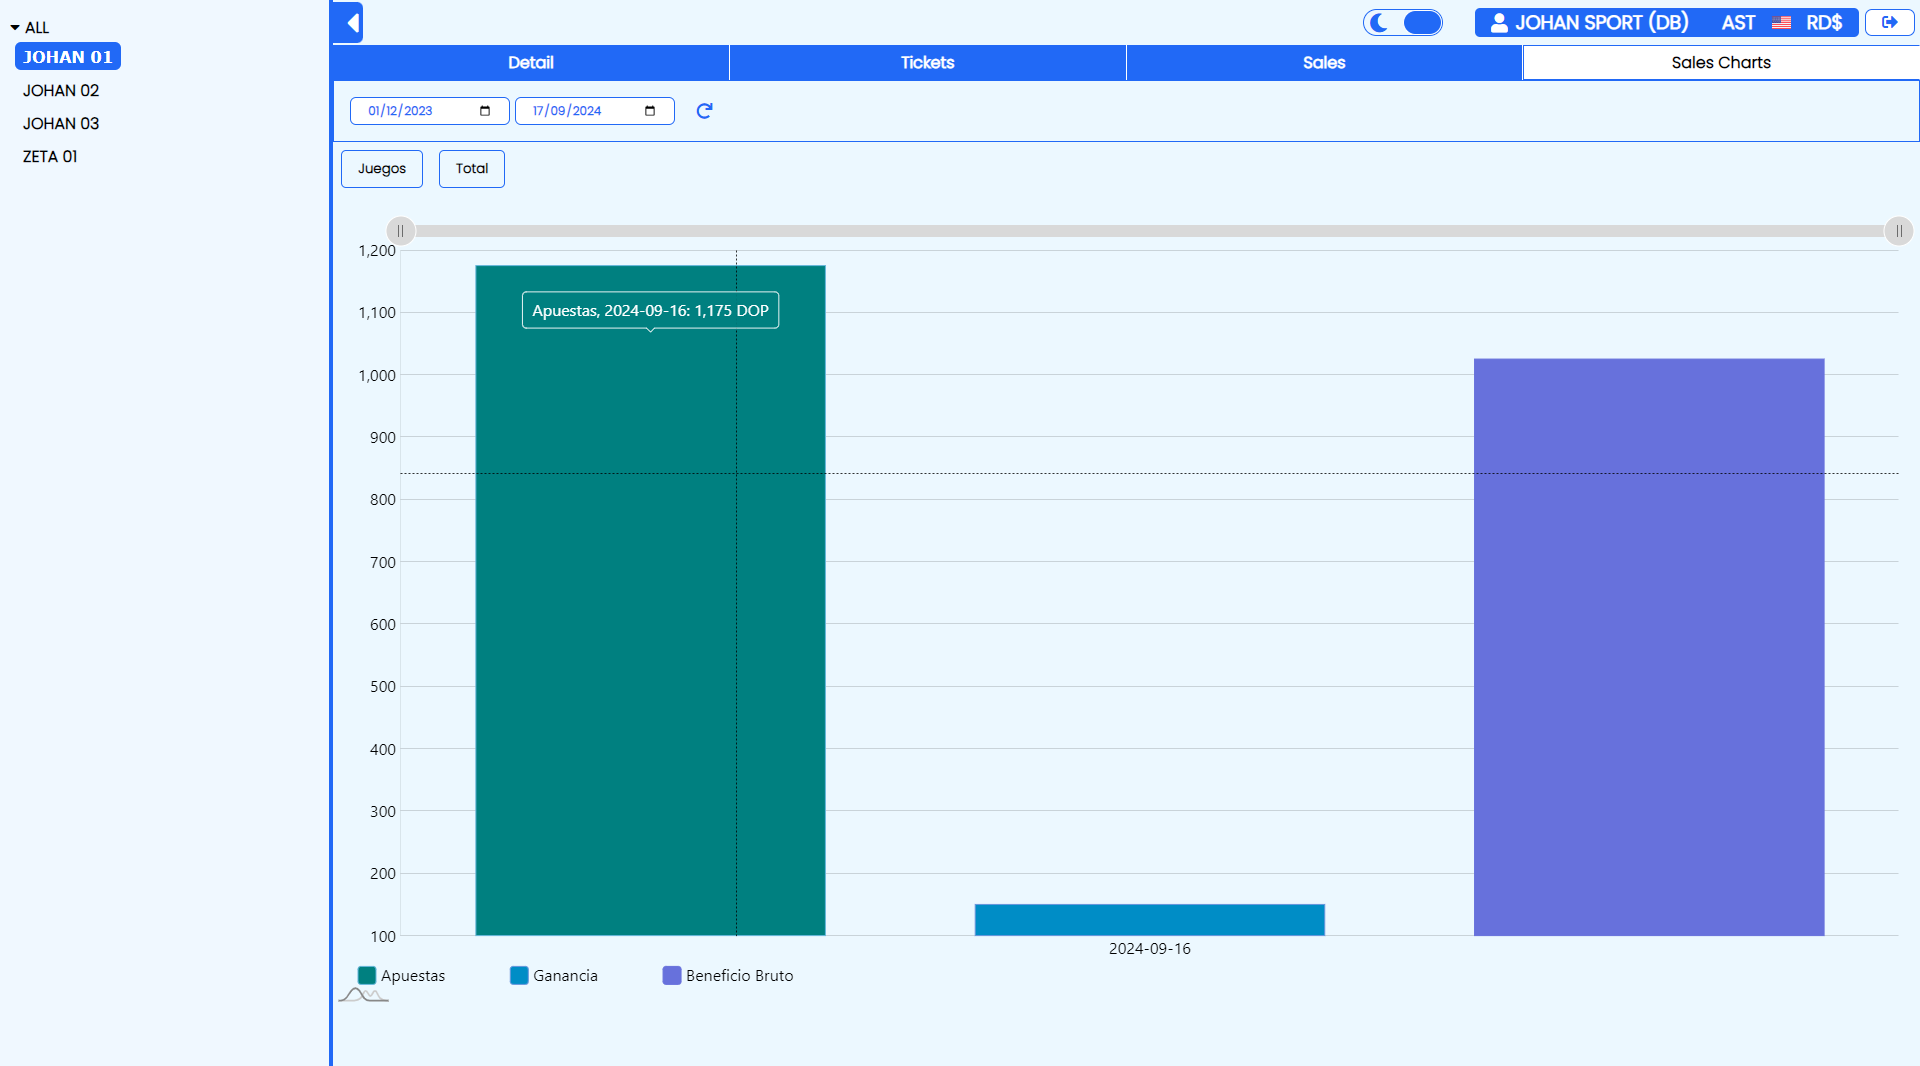 ALL
JOHAN 01
JOHAN 02
JOHAN 03
ZETA 01
JOHAN SPORT (DB) AST RD$
Detail Tickets Sales Sales Charts
01/12/2023 17/09/2024
Juegos Total
1,200
Apuestas, 2024-09-16: 1,175 DOP
1,100
1,000
900
800
700
600
500
400
300
200
100
2024-09-16
Apuestas Ganancia Beneficio Bruto